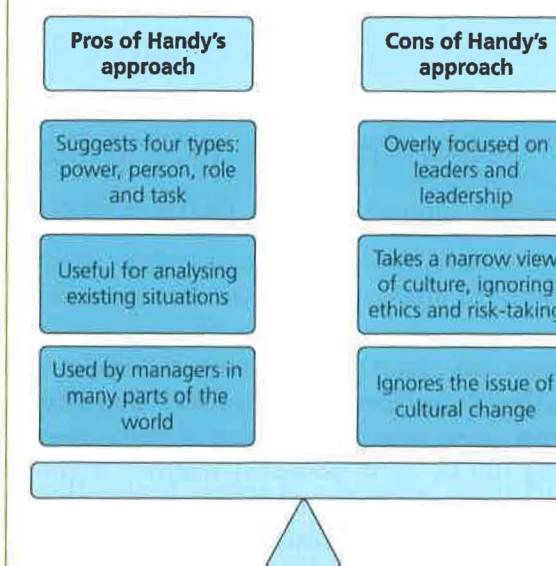 Pros of Handy's
approach
Suggests four types:
power, person, role
and task
Useful for analysing
existing situations
Used by managers in
many parts of the
world
Cons of Handy's
approach
Overly focused on
leaders and
leadership
Takes a narrow view
of culture, ignoring
ethics and risk-taking
Ignores the issue of
cultural change